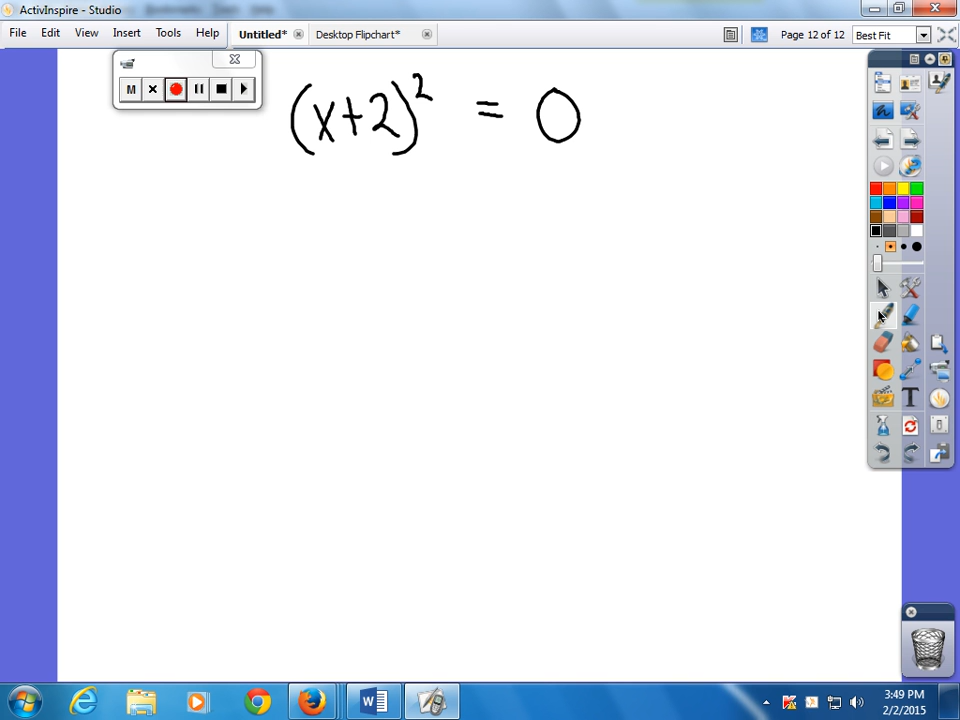 ActivInspire - Studio
File Edit View Insert Tools Help Untitled* Desktop Flipchart* Page 12 of 12 Best Fit
M
(x+2)² = 0
T
W
3:49 PM
2/2/2015